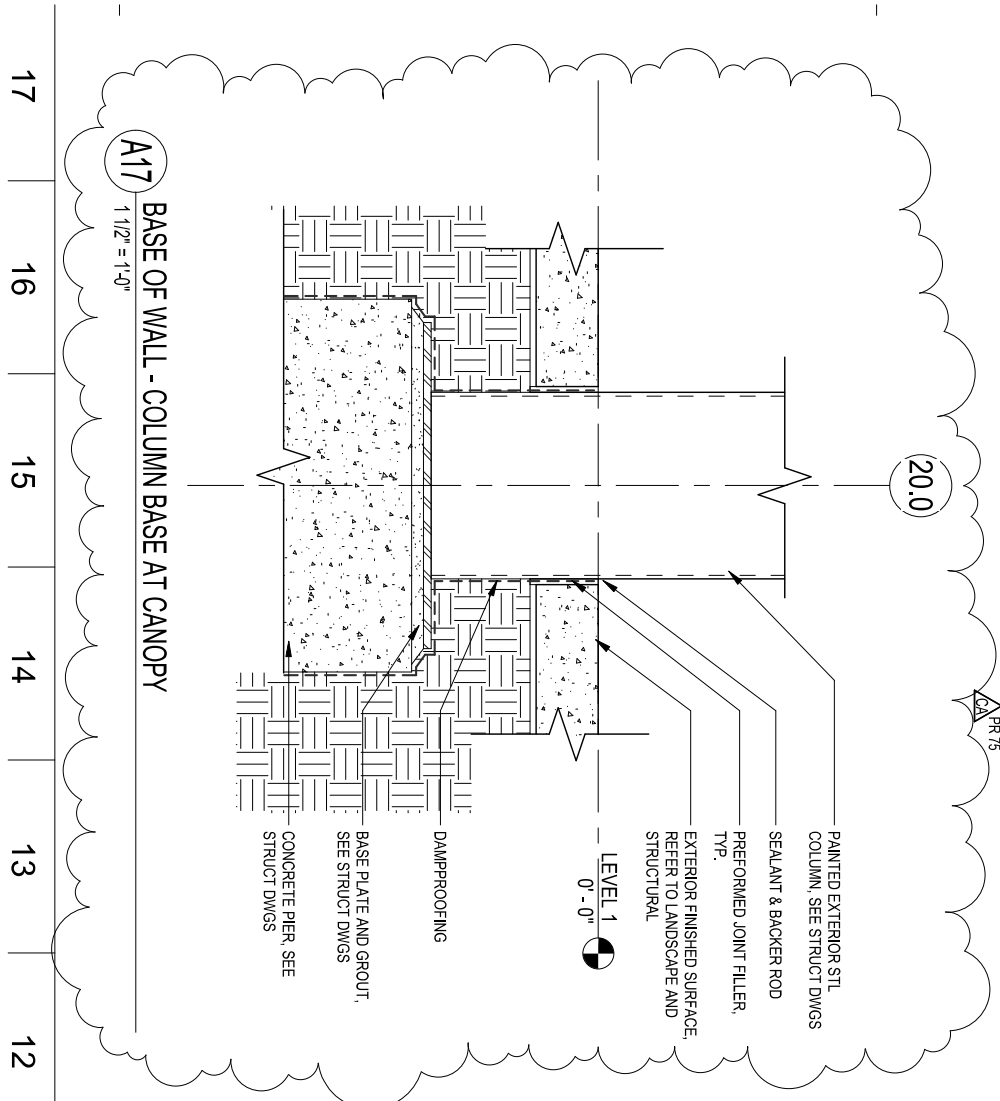 20.0
CA
PR 75
PAINTED EXTERIOR STL
COLUMN, SEE STRUCT DWGS
SEALANT & BACKER ROD
PREFORMED JOINT FILLER,
TYP.
EXTERIOR FINISHED SURFACE,
REFER TO LANDSCAPE AND
STRUCTURAL
LEVEL 1
0' - 0"
DAMPPROOFING
BASE PLATE AND GROUT,
SEE STRUCT DWGS
CONCRETE PIER, SEE
STRUCT DWGS
A17
BASE OF WALL - COLUMN BASE AT CANOPY
1 1/2" = 1'-0"
17
16
15
14
13
12